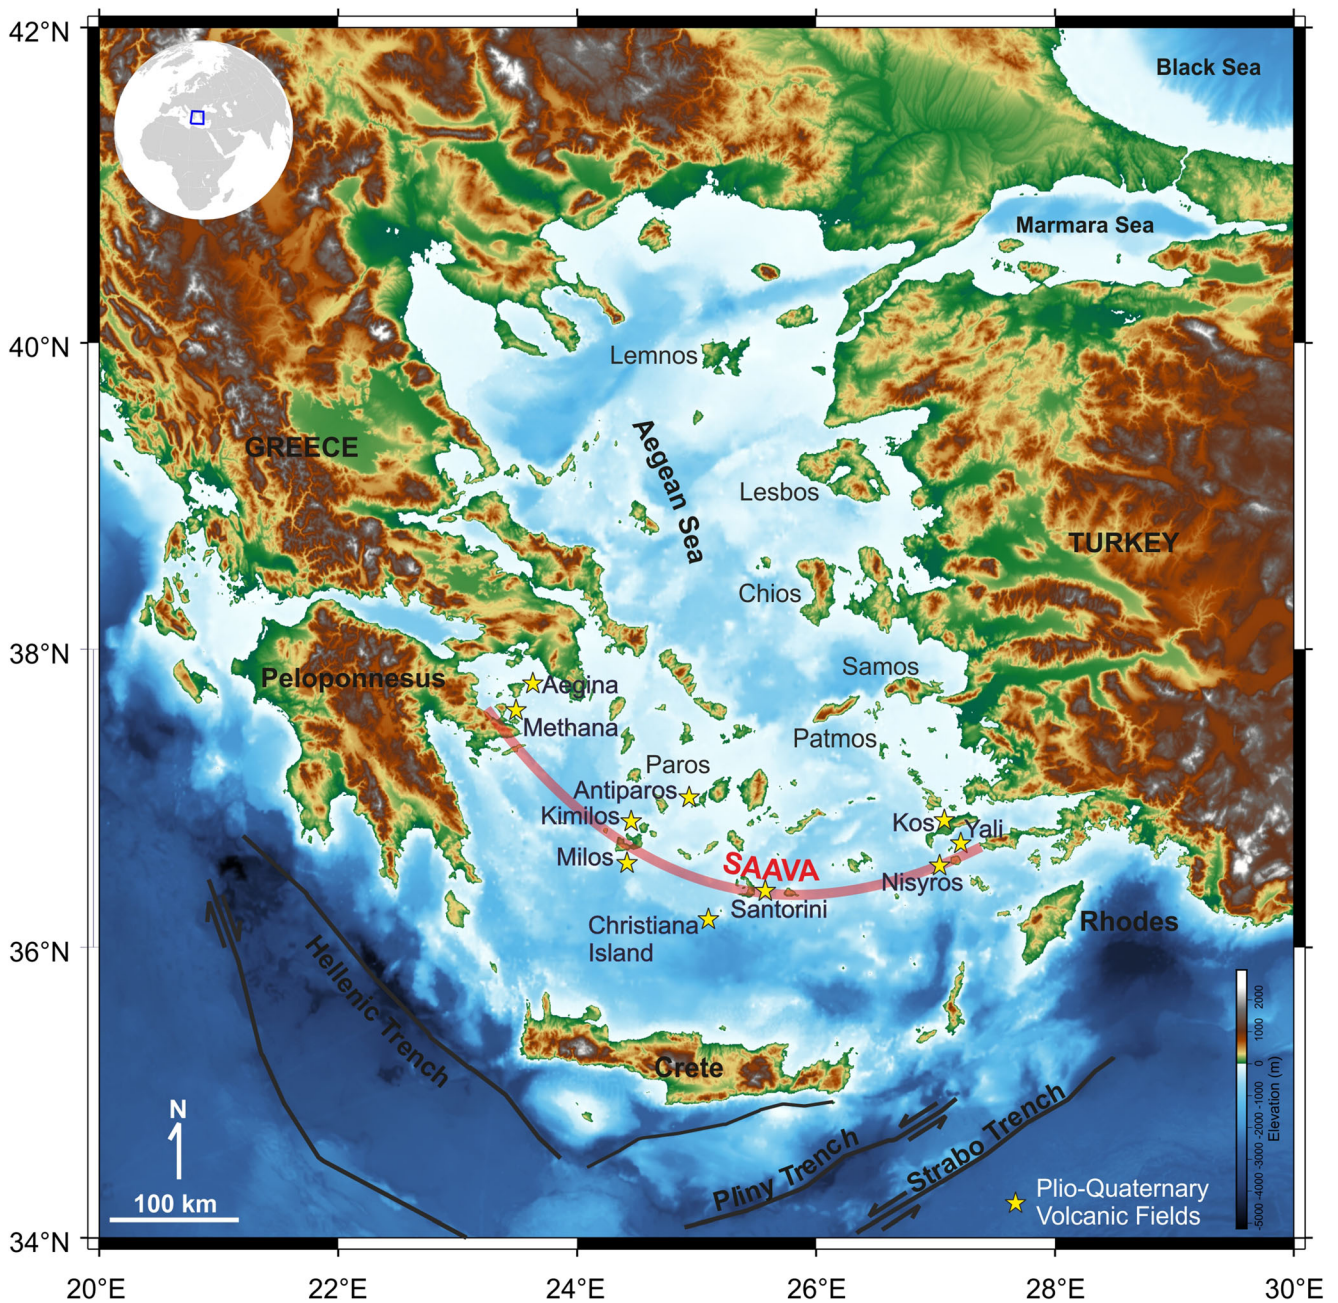 42°N
Black Sea
Marmara Sea
40°N
Lemnos
GREECE
Aegean Sea
Lesbos
TURKEY
Chios
38°N
Samos
Peloponnesus
Aegina
Methana
Patmos
Paros
Antiparos
Kimilos
Kos
Yali
Milos
SAAVA
Nisyros
Santorini
Christiana
Island
Rhodes
36°N
Hellenic Trench
Crete
Pliny Trench
Strabo Trench
2000
1000
0
-1000
-2000
-3000
-4000
-5000
Elevation (m)
N
100 km
Plio-Quaternary
Volcanic Fields
34°N
20°E
22°E
24°E
26°E
28°E
30°E